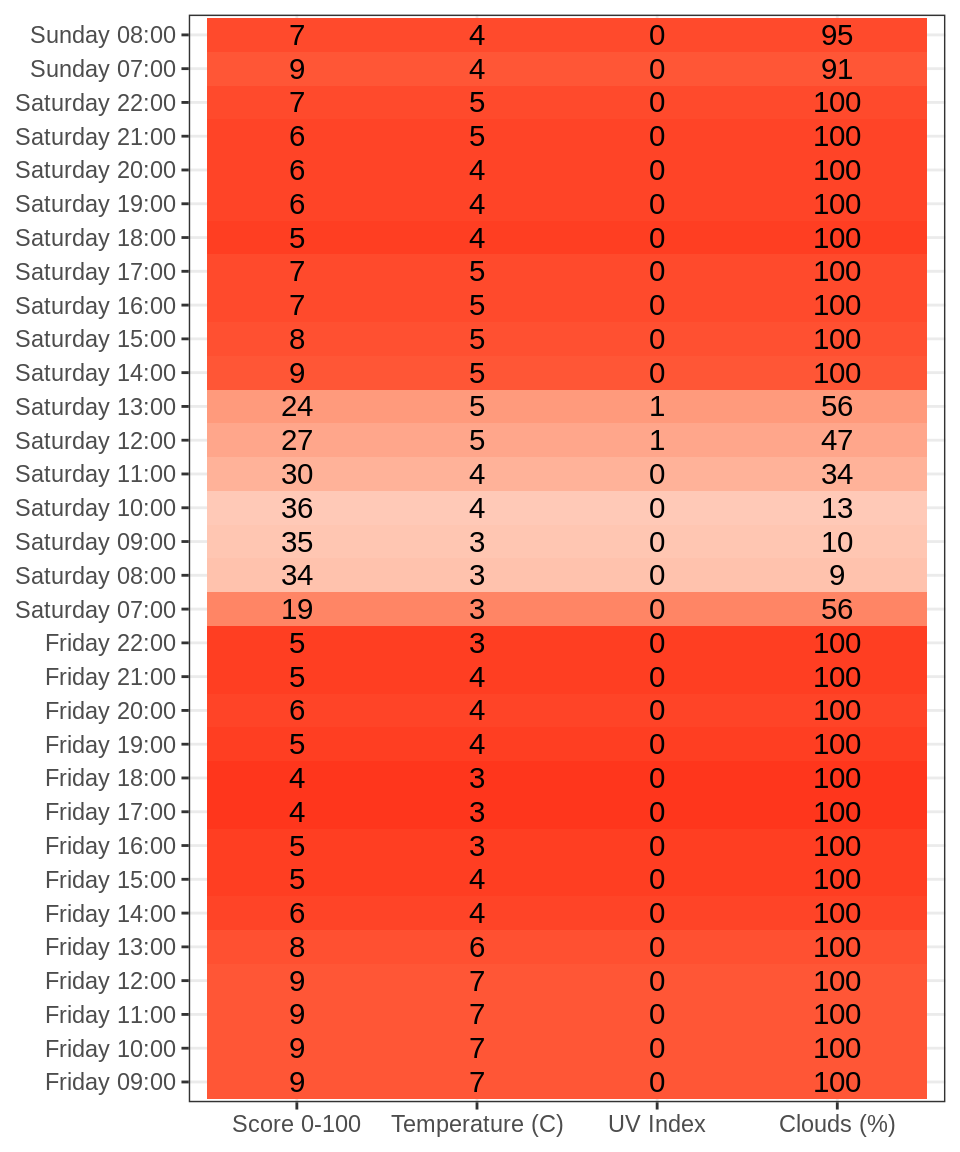 Sunday 08:00 7 4 0 95
Sunday 07:00 9 4 0 91
Saturday 22:00 7 5 0 100
Saturday 21:00 6 5 0 100
Saturday 20:00 6 4 0 100
Saturday 19:00 6 4 0 100
Saturday 18:00 5 4 0 100
Saturday 17:00 7 5 0 100
Saturday 16:00 7 5 0 100
Saturday 15:00 8 5 0 100
Saturday 14:00 9 5 0 100
Saturday 13:00 24 5 1 56
Saturday 12:00 27 5 1 47
Saturday 11:00 30 4 0 34
Saturday 10:00 36 4 0 13
Saturday 09:00 35 3 0 10
Saturday 08:00 34 3 0 9
Saturday 07:00 19 3 0 56
Friday 22:00 5 3 0 100
Friday 21:00 5 4 0 100
Friday 20:00 6 4 0 100
Friday 19:00 5 4 0 100
Friday 18:00 4 3 0 100
Friday 17:00 4 3 0 100
Friday 16:00 5 3 0 100
Friday 15:00 5 4 0 100
Friday 14:00 6 4 0 100
Friday 13:00 8 6 0 100
Friday 12:00 9 7 0 100
Friday 11:00 9 7 0 100
Friday 10:00 9 7 0 100
Friday 09:00 9 7 0 100
Score 0-100 Temperature (C) UV Index Clouds (%)